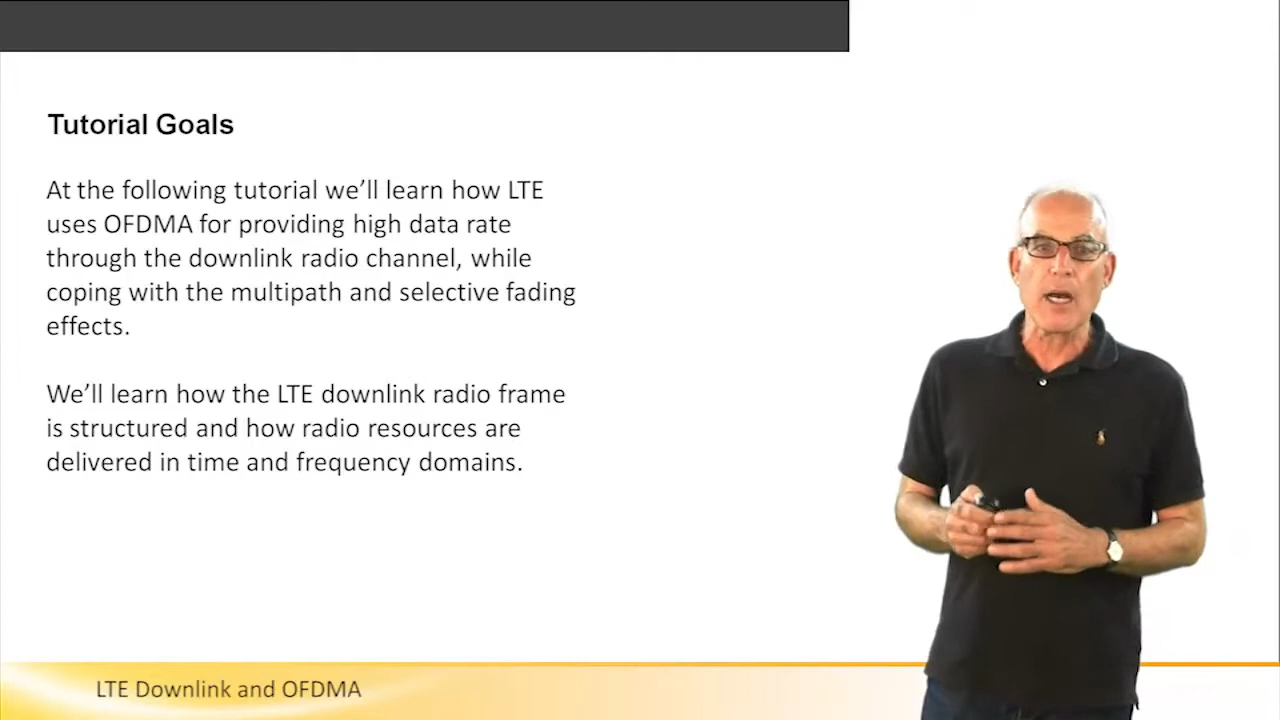 Tutorial Goals
At the following tutorial we’ll learn how LTE
uses OFDMA for providing high data rate
through the downlink radio channel, while
coping with the multipath and selective fading
effects.
We’ll learn how the LTE downlink radio frame
is structured and how radio resources are
delivered in time and frequency domains.
LTE Downlink and OFDMA